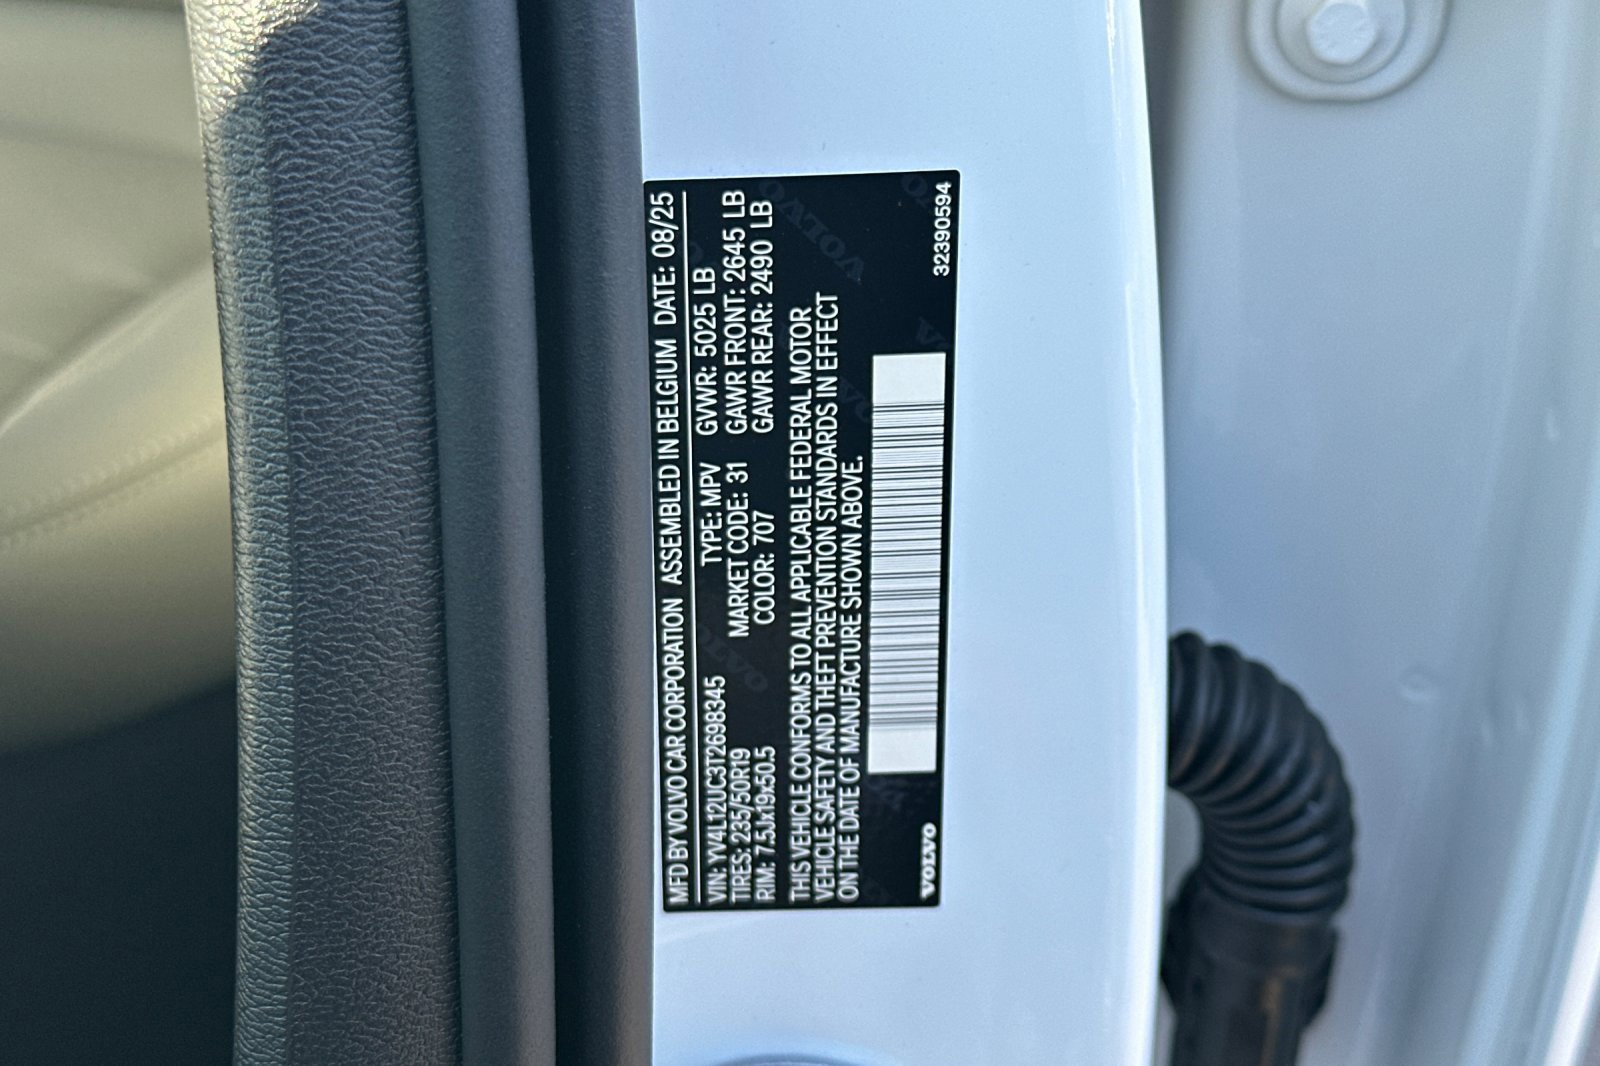 MFD BY VOLVO CAR CORPORATION ASSEMBLED IN BELGIUM DATE: 08/25
VIN: YV4L12UC3T2698345 TYPE: MPV GVWR: 5025 LB
TIRES: 235/50R19 MARKET CODE: 31 GAWR FRONT: 2645 LB
RIM: 7.5Jx19x50.5 COLOR: 707 GAWR REAR: 2490 LB
THIS VEHICLE CONFORMS TO ALL APPLICABLE FEDERAL MOTOR
VEHICLE SAFETY AND THEFT PREVENTION STANDARDS IN EFFECT
ON THE DATE OF MANUFACTURE SHOWN ABOVE.
VOLVO 32390594